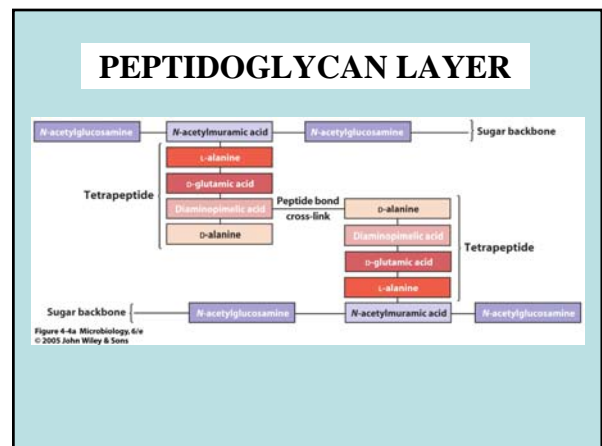 PEPTIDOGLYCAN LAYER
N-acetylglucosamine N-acetylmuramic acid N-acetylglucosamine Sugar backbone
L-alanine
D-glutamic acid
Tetrapeptide
Peptide bond
Diaminopimelic acid cross-link D-alanine
D-alanine
Diaminopimelic acid
Tetrapeptide
D-glutamic acid
L-alanine
Sugar backbone N-acetylglucosamine N-acetylmuramic acid N-acetylglucosamine
Figure 4-4a Microbiology, 6/e
© 2005 John Wiley & Sons